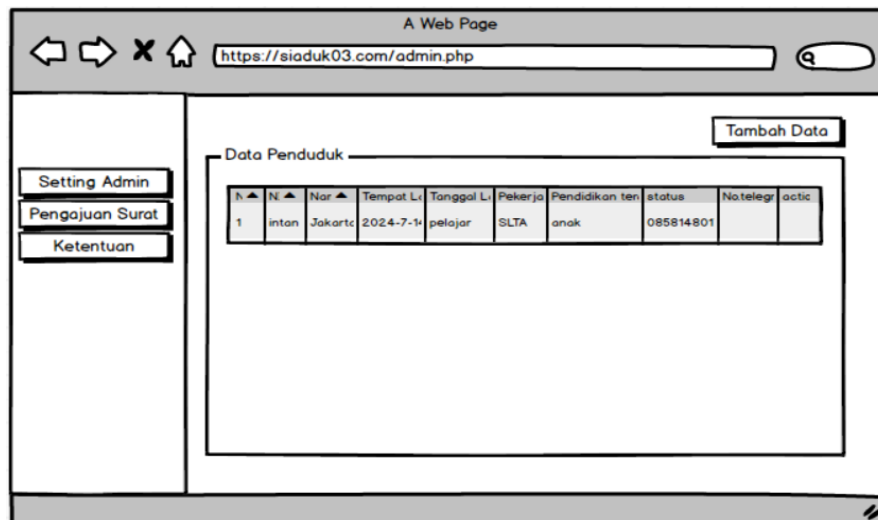 A Web Page
https://siaduk03.com/admin.php
Tambah Data
Data Penduduk
Setting Admin
Pengajuan Surat
Ketentuan
Tempat L Tanggal L Pekerja Pendidikan ten status No.telegr actic
1 intan Jakarta 2024-7-14 pelajar SLTA anak 085814801